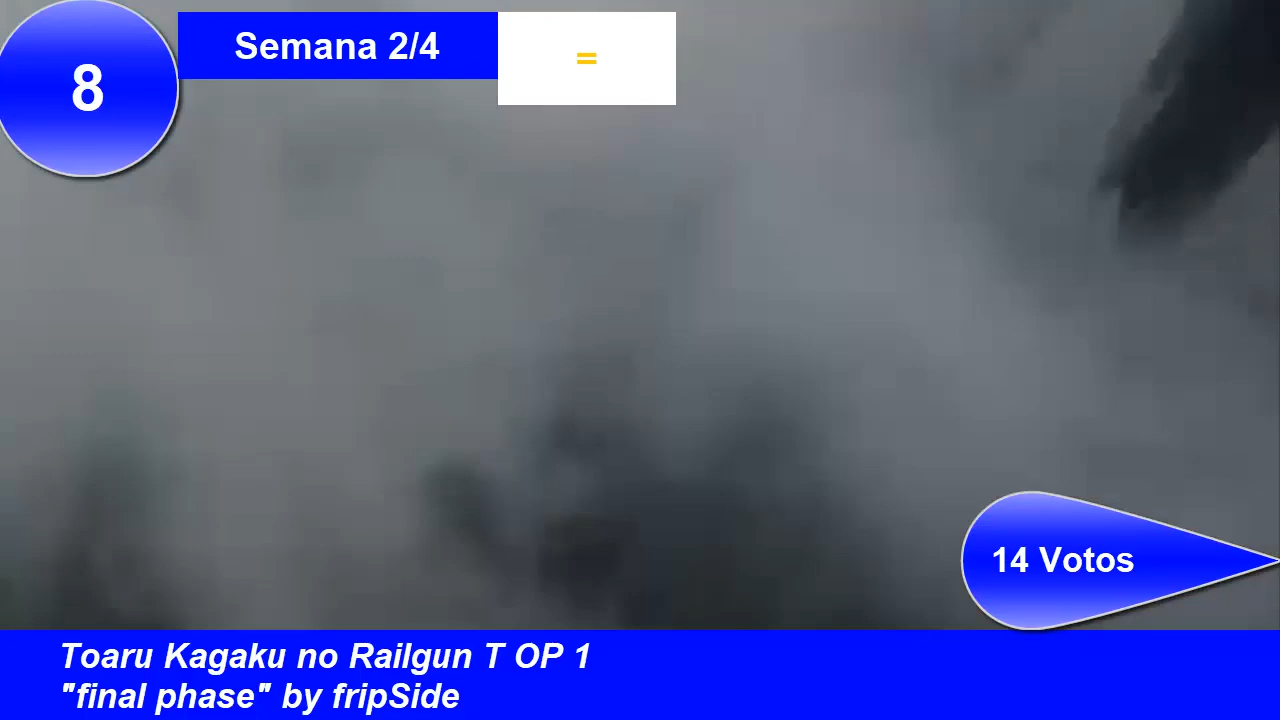 8
Semana 2/4
=
14 Votos
Toaru Kagaku no Railgun T OP 1
"final phase" by fripSide